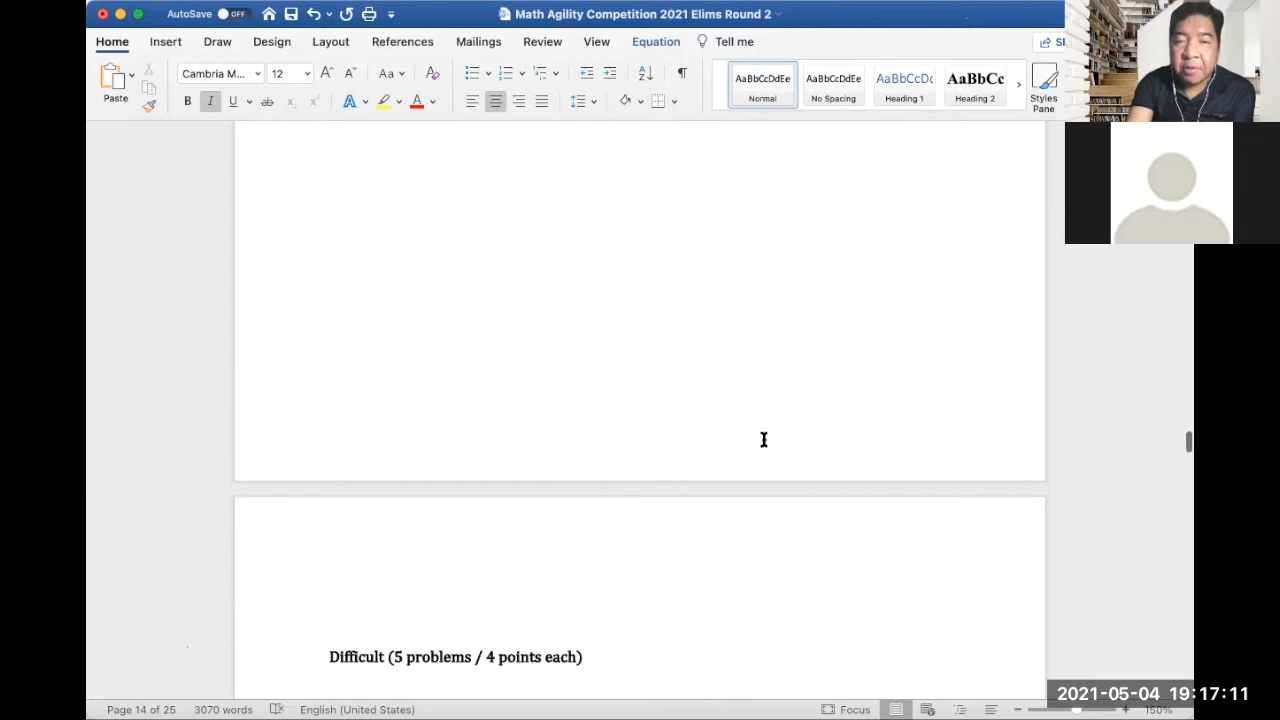 AutoSave OFF
Math Agility Competition 2021 Elims Round 2
Home Insert Draw Design Layout References Mailings Review View Equation Tell me
Paste
Cambria M... 12
Aa
B I U ab x x A A
AaBbCcDdEe AaBbCcDdEe AaBbCcDc AaBbCc
Normal No Spacing Heading 1 Heading 2
Styles Pane
Difficult (5 problems / 4 points each)
2021-05-04 19:17:11
Page 14 of 25 3070 words English (United States) Focus 150%